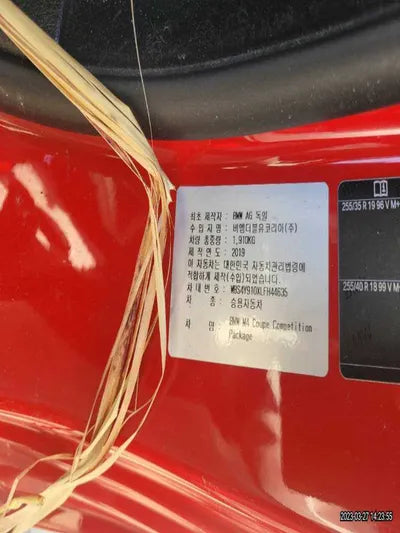 최초 제작자 : BMW AG 독일
수 입 자 명 : 비엠더블유코리아(주)
차량 총중량 : 1,910KG
제 작 연 도 : 2019
이 자동차는 대한민국 자동차관리법령에
적합하게 제작(수입)되었습니다.
차 대 번 호 : WBS4Y910XLFH44635
차 종 : 승용자동차
차 명 : BMW M4 Coupe Competition
Package
255/35 R 19 96 V M+
255/40 R 18 99 V M+
2023-03-27 14:23:55